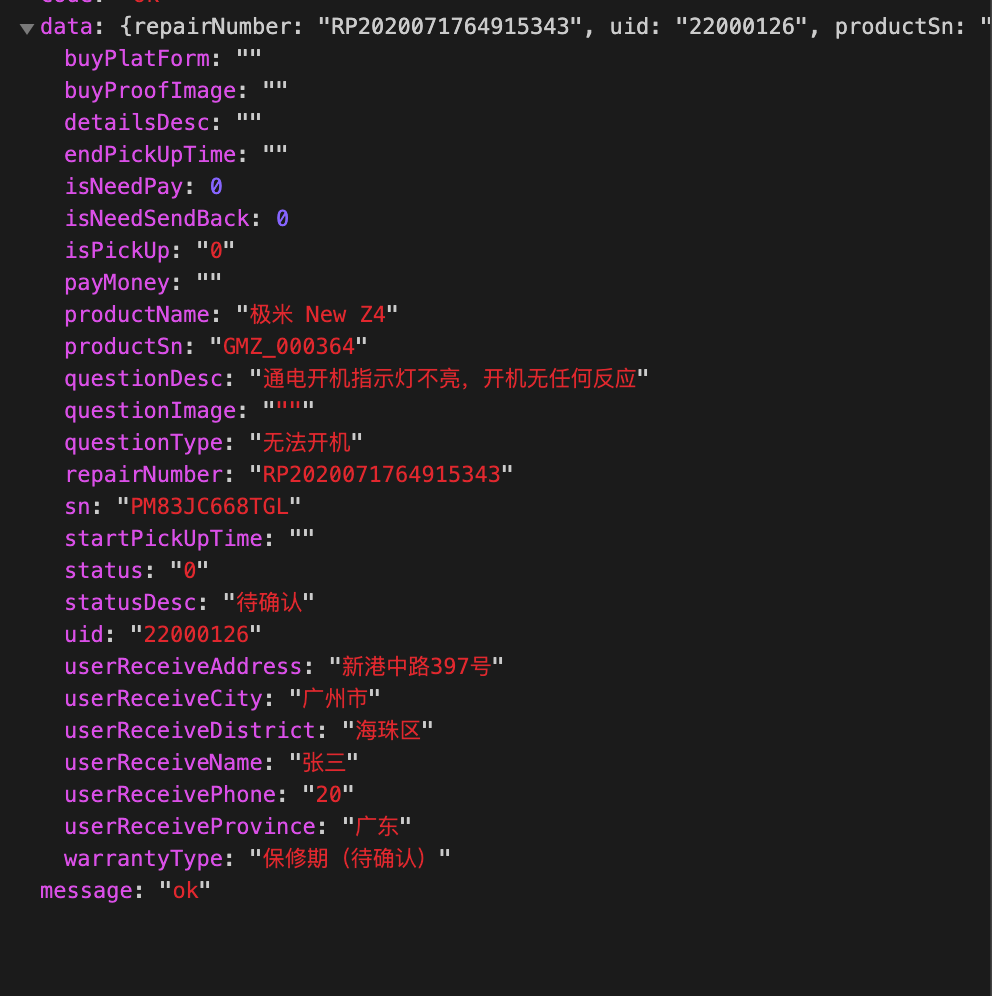 code: "ok"
data: {repairNumber: "RP2020071764915343", uid: "22000126", productSn: "
buyPlatForm: ""
buyProofImage: ""
detailsDesc: ""
endPickUpTime: ""
isNeedPay: 0
isNeedSendBack: 0
isPickUp: "0"
payMoney: ""
productName: "极米 New Z4"
productSn: "GMZ_000364"
questionDesc: "通电开机指示灯不亮，开机无任何反应"
questionImage: """"
questionType: "无法开机"
repairNumber: "RP2020071764915343"
sn: "PM83JC668TGL"
startPickUpTime: ""
status: "0"
statusDesc: "待确认"
uid: "22000126"
userReceiveAddress: "新港中路397号"
userReceiveCity: "广州市"
userReceiveDistrict: "海珠区"
userReceiveName: "张三"
userReceivePhone: "20"
userReceiveProvince: "广东"
warrantyType: "保修期（待确认）"
message: "ok"